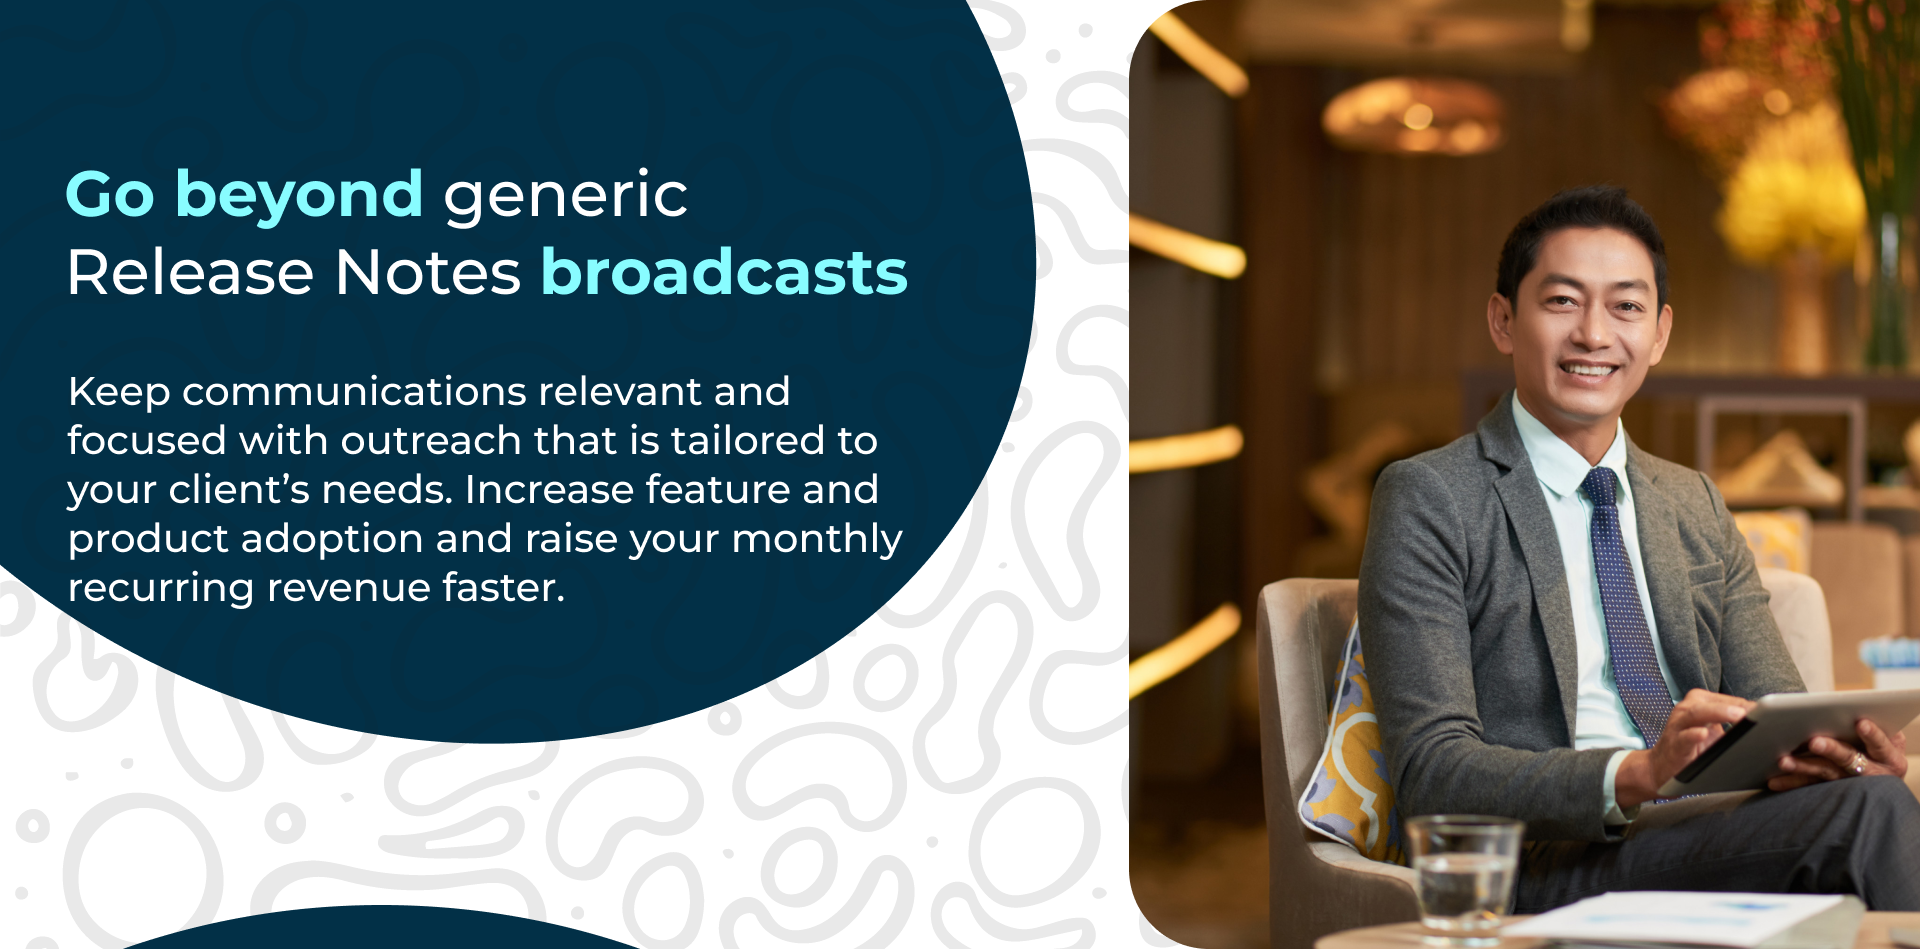 Go beyond generic
Release Notes broadcasts
Keep communications relevant and
focused with outreach that is tailored to
your client’s needs. Increase feature and
product adoption and raise your monthly
recurring revenue faster.